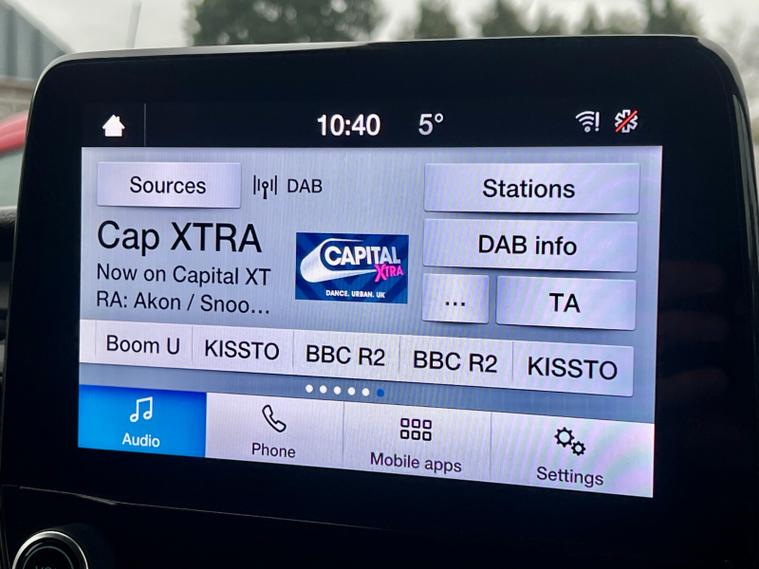 10:40 5°
Sources DAB Stations
Cap XTRA
Now on Capital XT
RA: Akon / Snoo...
CAPITAL
XTRA
DANCE. URBAN. UK
DAB info
... TA
Boom U KISSTO BBC R2 BBC R2 KISSTO
Audio Phone Mobile apps Settings